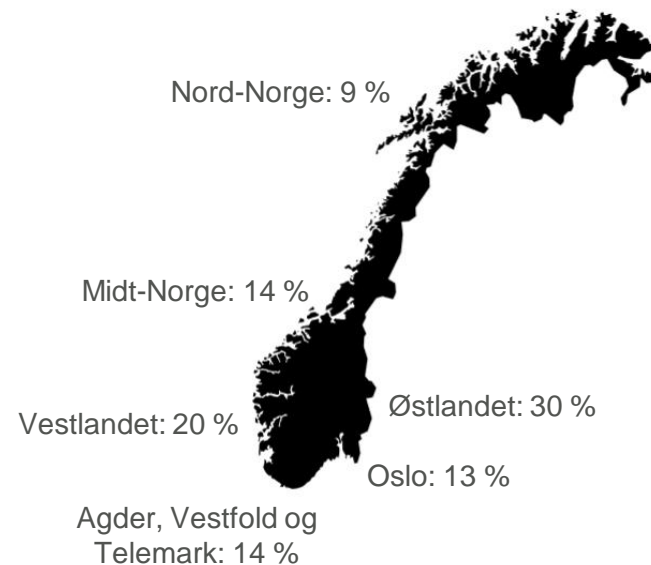 Nord-Norge: 9 %
Midt-Norge: 14 %
Østlandet: 30 %
Vestlandet: 20 %
Oslo: 13 %
Agder, Vestfold og
Telemark: 14 %